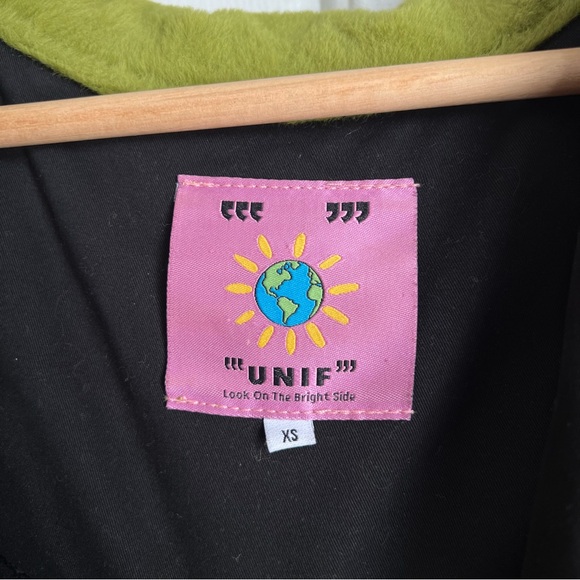 ‘‘‘ ’’’
‘‘‘UNIF’’’
Look On The Bright Side
XS